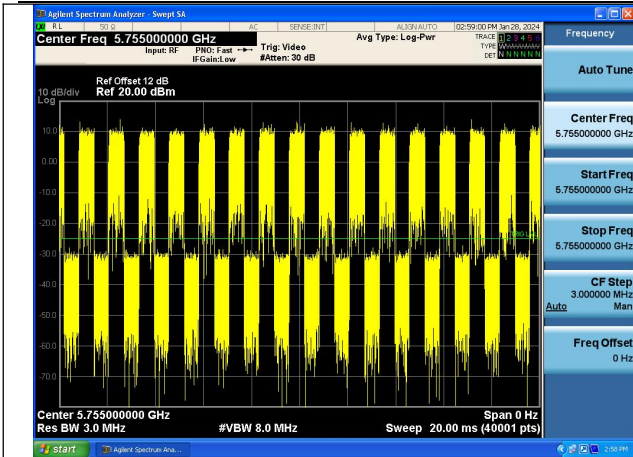 Agilent Spectrum Analyzer - Swept SA
RL 50 Ω AC SENSE:INT ALIGN AUTO 02:59:00 PM Jan 28, 2024
Center Freq 5.755000000 GHz
Input: RF PNO: Fast Trig: Video Avg Type: Log-Pwr TRACE 1 2 3 4 5 6
IFGain:Low #Atten: 30 dB TYPE
DET N N N N N N
Ref Offset 12 dB
10 dB/div Ref 20.00 dBm
Log
10.0
0.00
-10.0
-20.0
-30.0
-40.0
-50.0
-60.0
-70.0
Center 5.755000000 GHz Span 0 Hz
Res BW 3.0 MHz #VBW 8.0 MHz Sweep 20.00 ms (40001 pts)
Frequency
Auto Tune
Center Freq
5.755000000 GHz
Start Freq
5.755000000 GHz
Stop Freq
5.755000000 GHz
CF Step
3.000000 MHz
Auto Man
Freq Offset
0 Hz
start Agilent Spectrum Ana... 2:58 PM